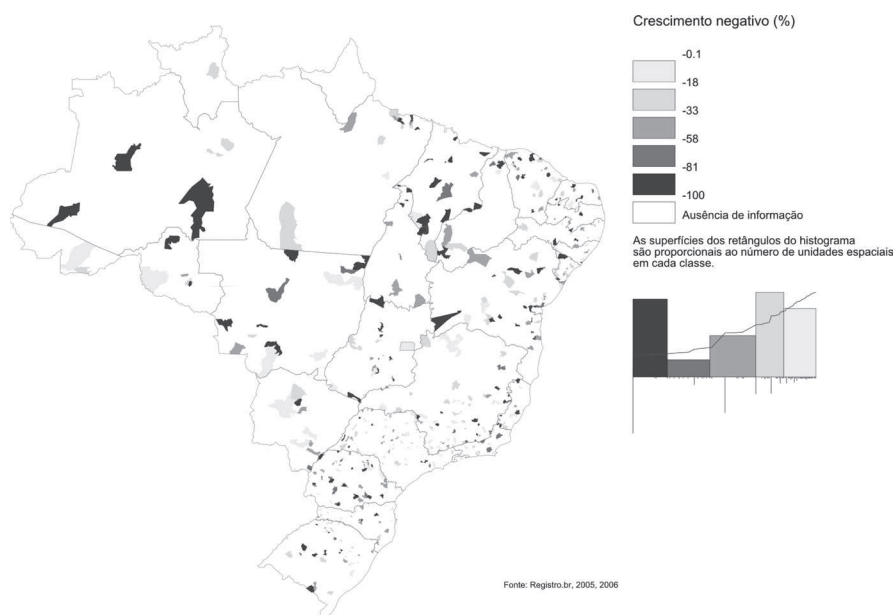 Crescimento negativo (%)
-0.1
-18
-33
-58
-81
-100
Ausência de informação
As superfícies dos retângulos do histograma
são proporcionais ao número de unidades espaciais
em cada classe.
Fonte: Registro.br, 2005, 2006